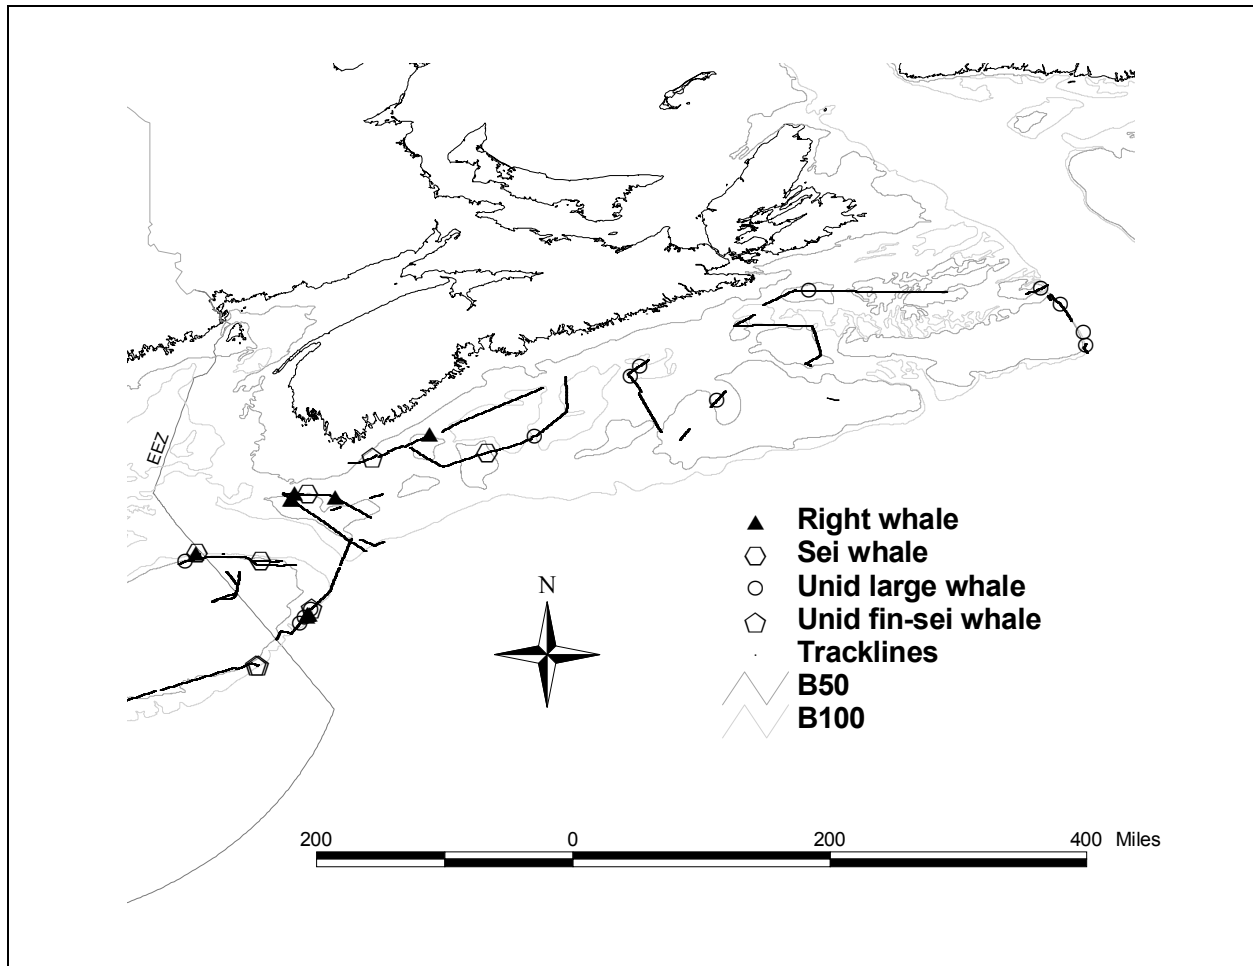 EEZ
Right whale
Sei whale
Unid large whale
Unid fin-sei whale
Tracklines
B50
B100
N
200 0 200 400 Miles